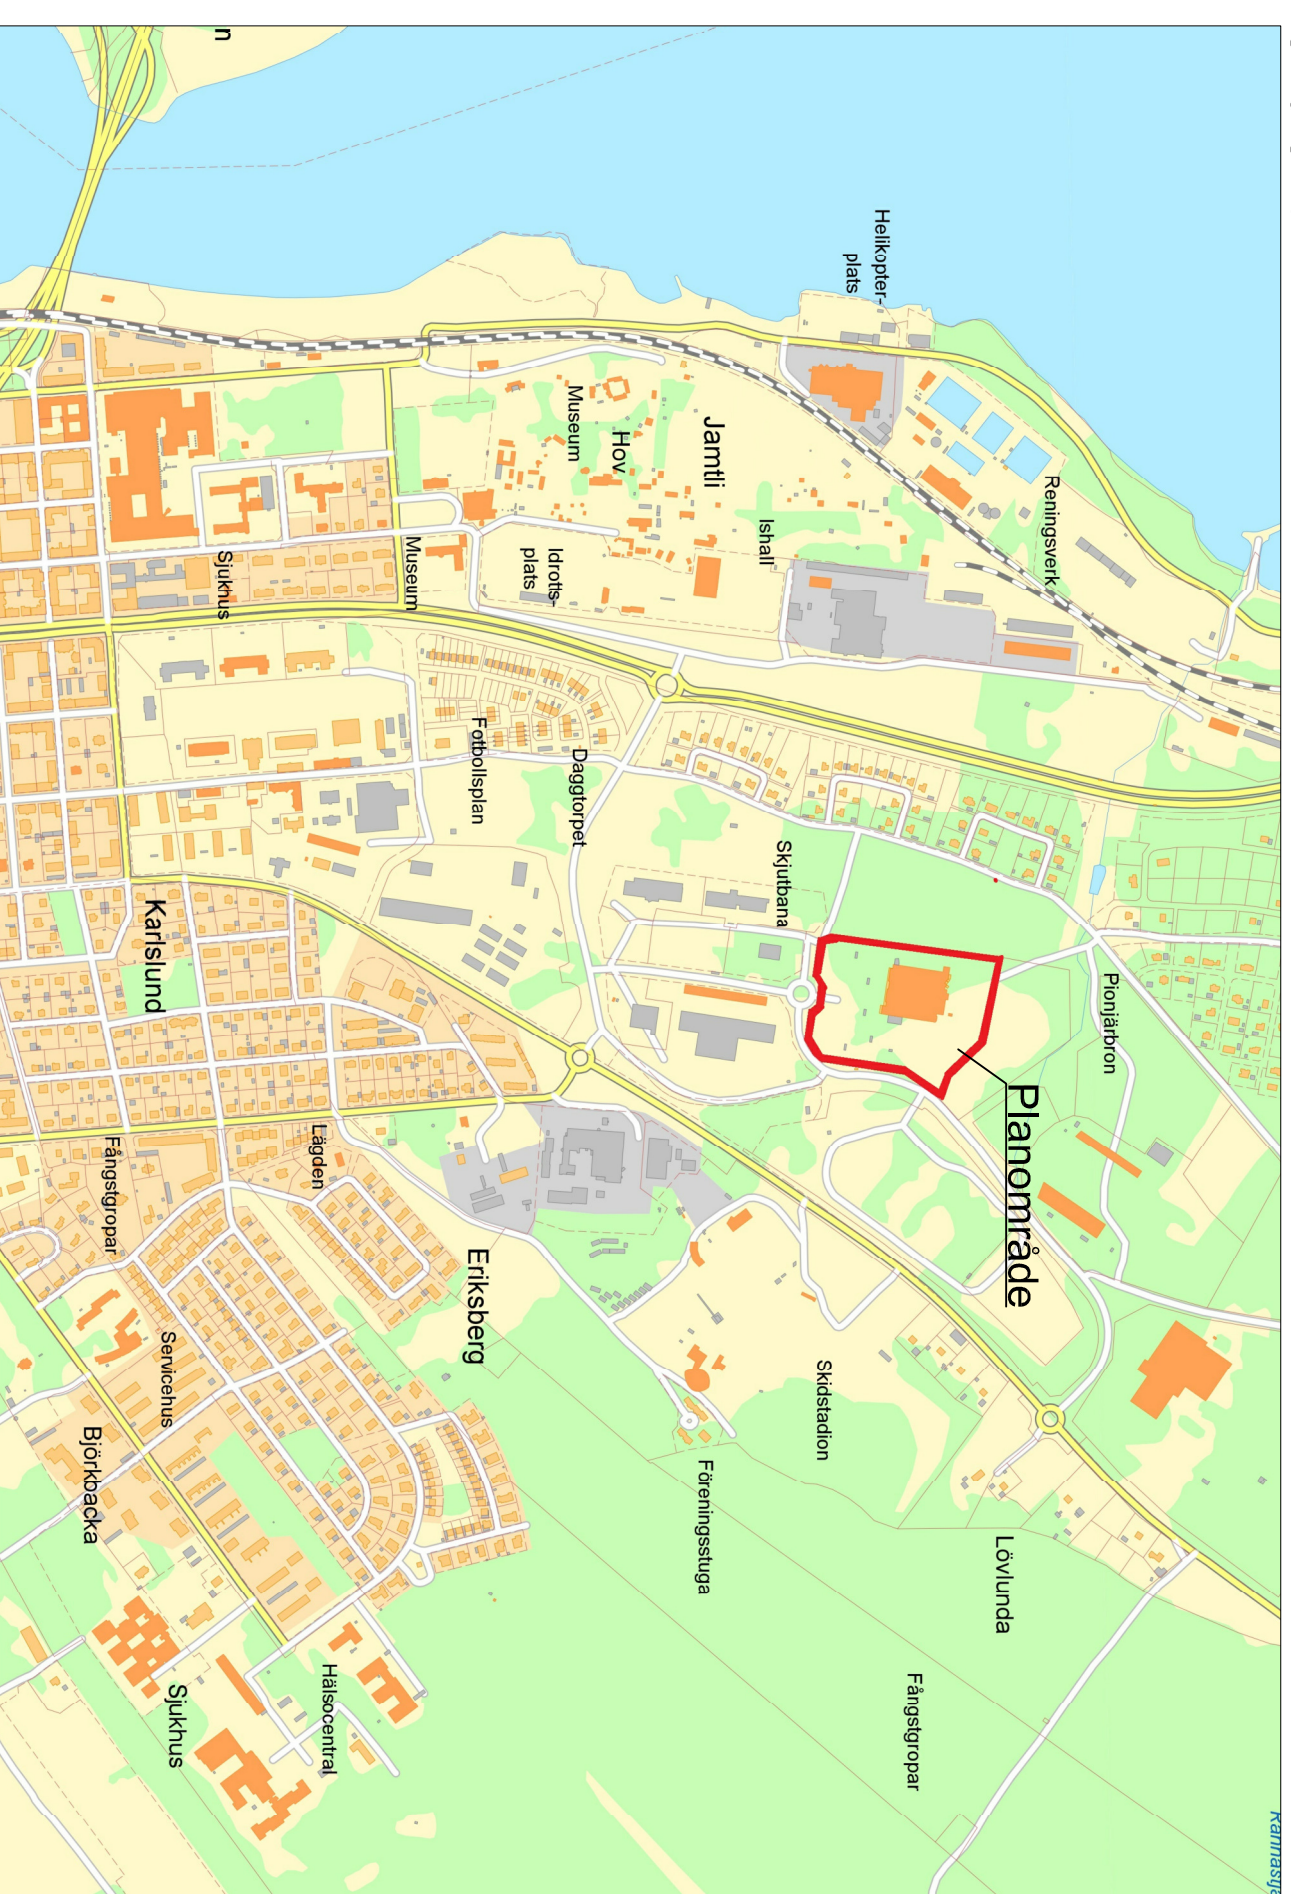 Pionjärbron
Reningsverk
Planområde
Lövlunda
Fångstgropar
Helikopter-
plats
Skidstadion
Skjutbana
Ishall
Jamtli
Föreningsstuga
Hov
Museum
Daggtorpet
Idrotts-
plats
Fotbollsplan
Eriksberg
Museum
Hälsocentral
Lägden
n
Sjukhus
Sjukhus
Servicehus
Karlslund
Fångstgropar
Björkbacka